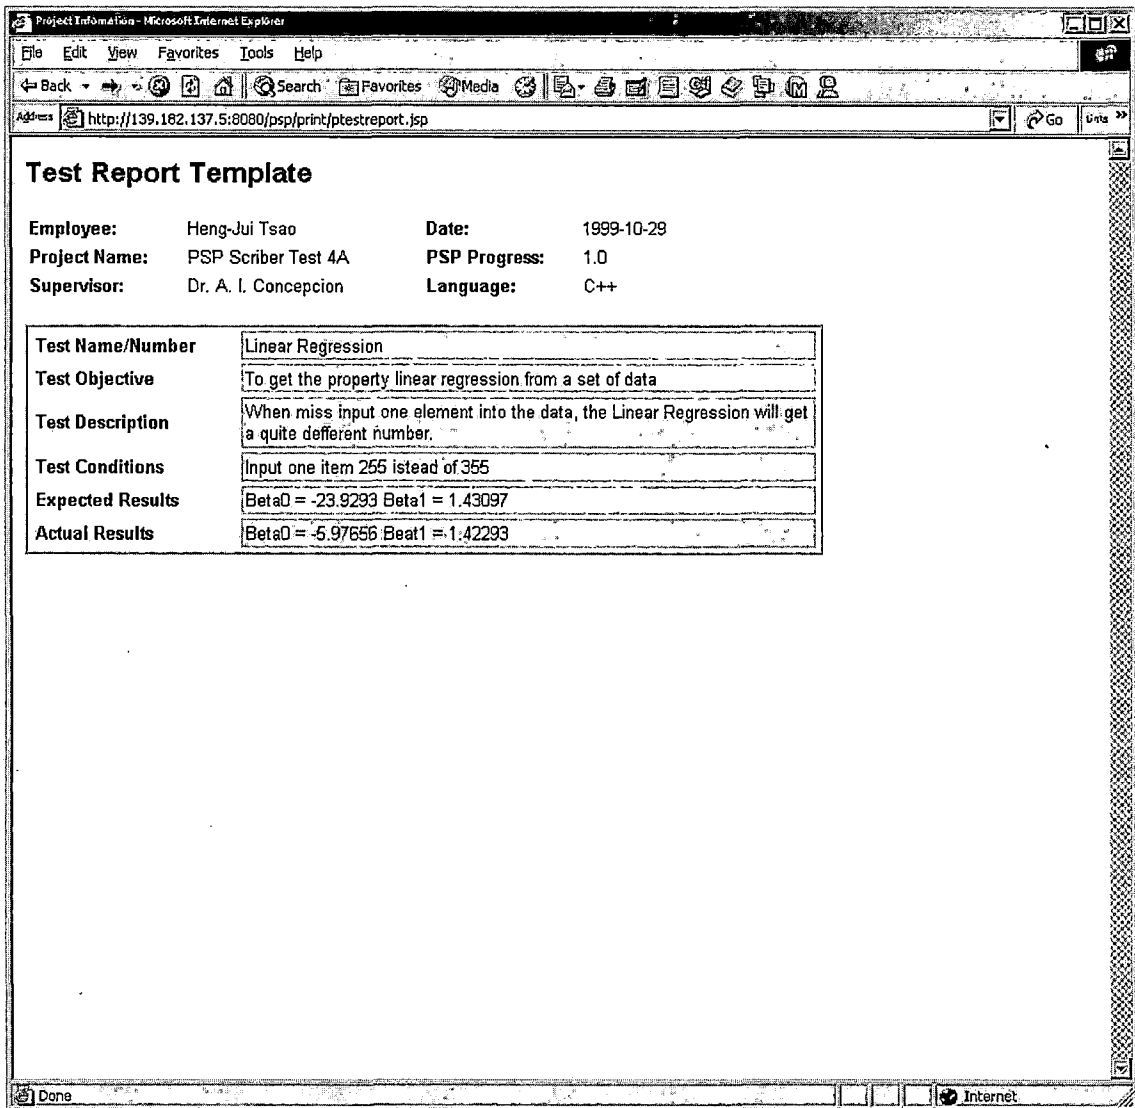 Project Infomation - Microsoft Internet Explorer
File Edit View Favorites Tools Help
Back Search Favorites Media
Address http://139.182.137.5:8080/psp/print/ptestreport.jsp Go Links
Test Report Template
Employee: Heng-Jui Tsao Date: 1999-10-29
Project Name: PSP Scriber Test 4A PSP Progress: 1.0
Supervisor: Dr. A. I. Concepcion Language: C++
Test Name/Number Linear Regression
Test Objective To get the property linear regression from a set of data
Test Description When miss input one element into the data, the Linear Regression will get
a quite defferent number.
Test Conditions Input one item 255 istead of 355
Expected Results Beta0 = -23.9293 Beta1 = 1.43097
Actual Results Beta0 = -5.97656 Beat1 = 1.42293
Done Internet